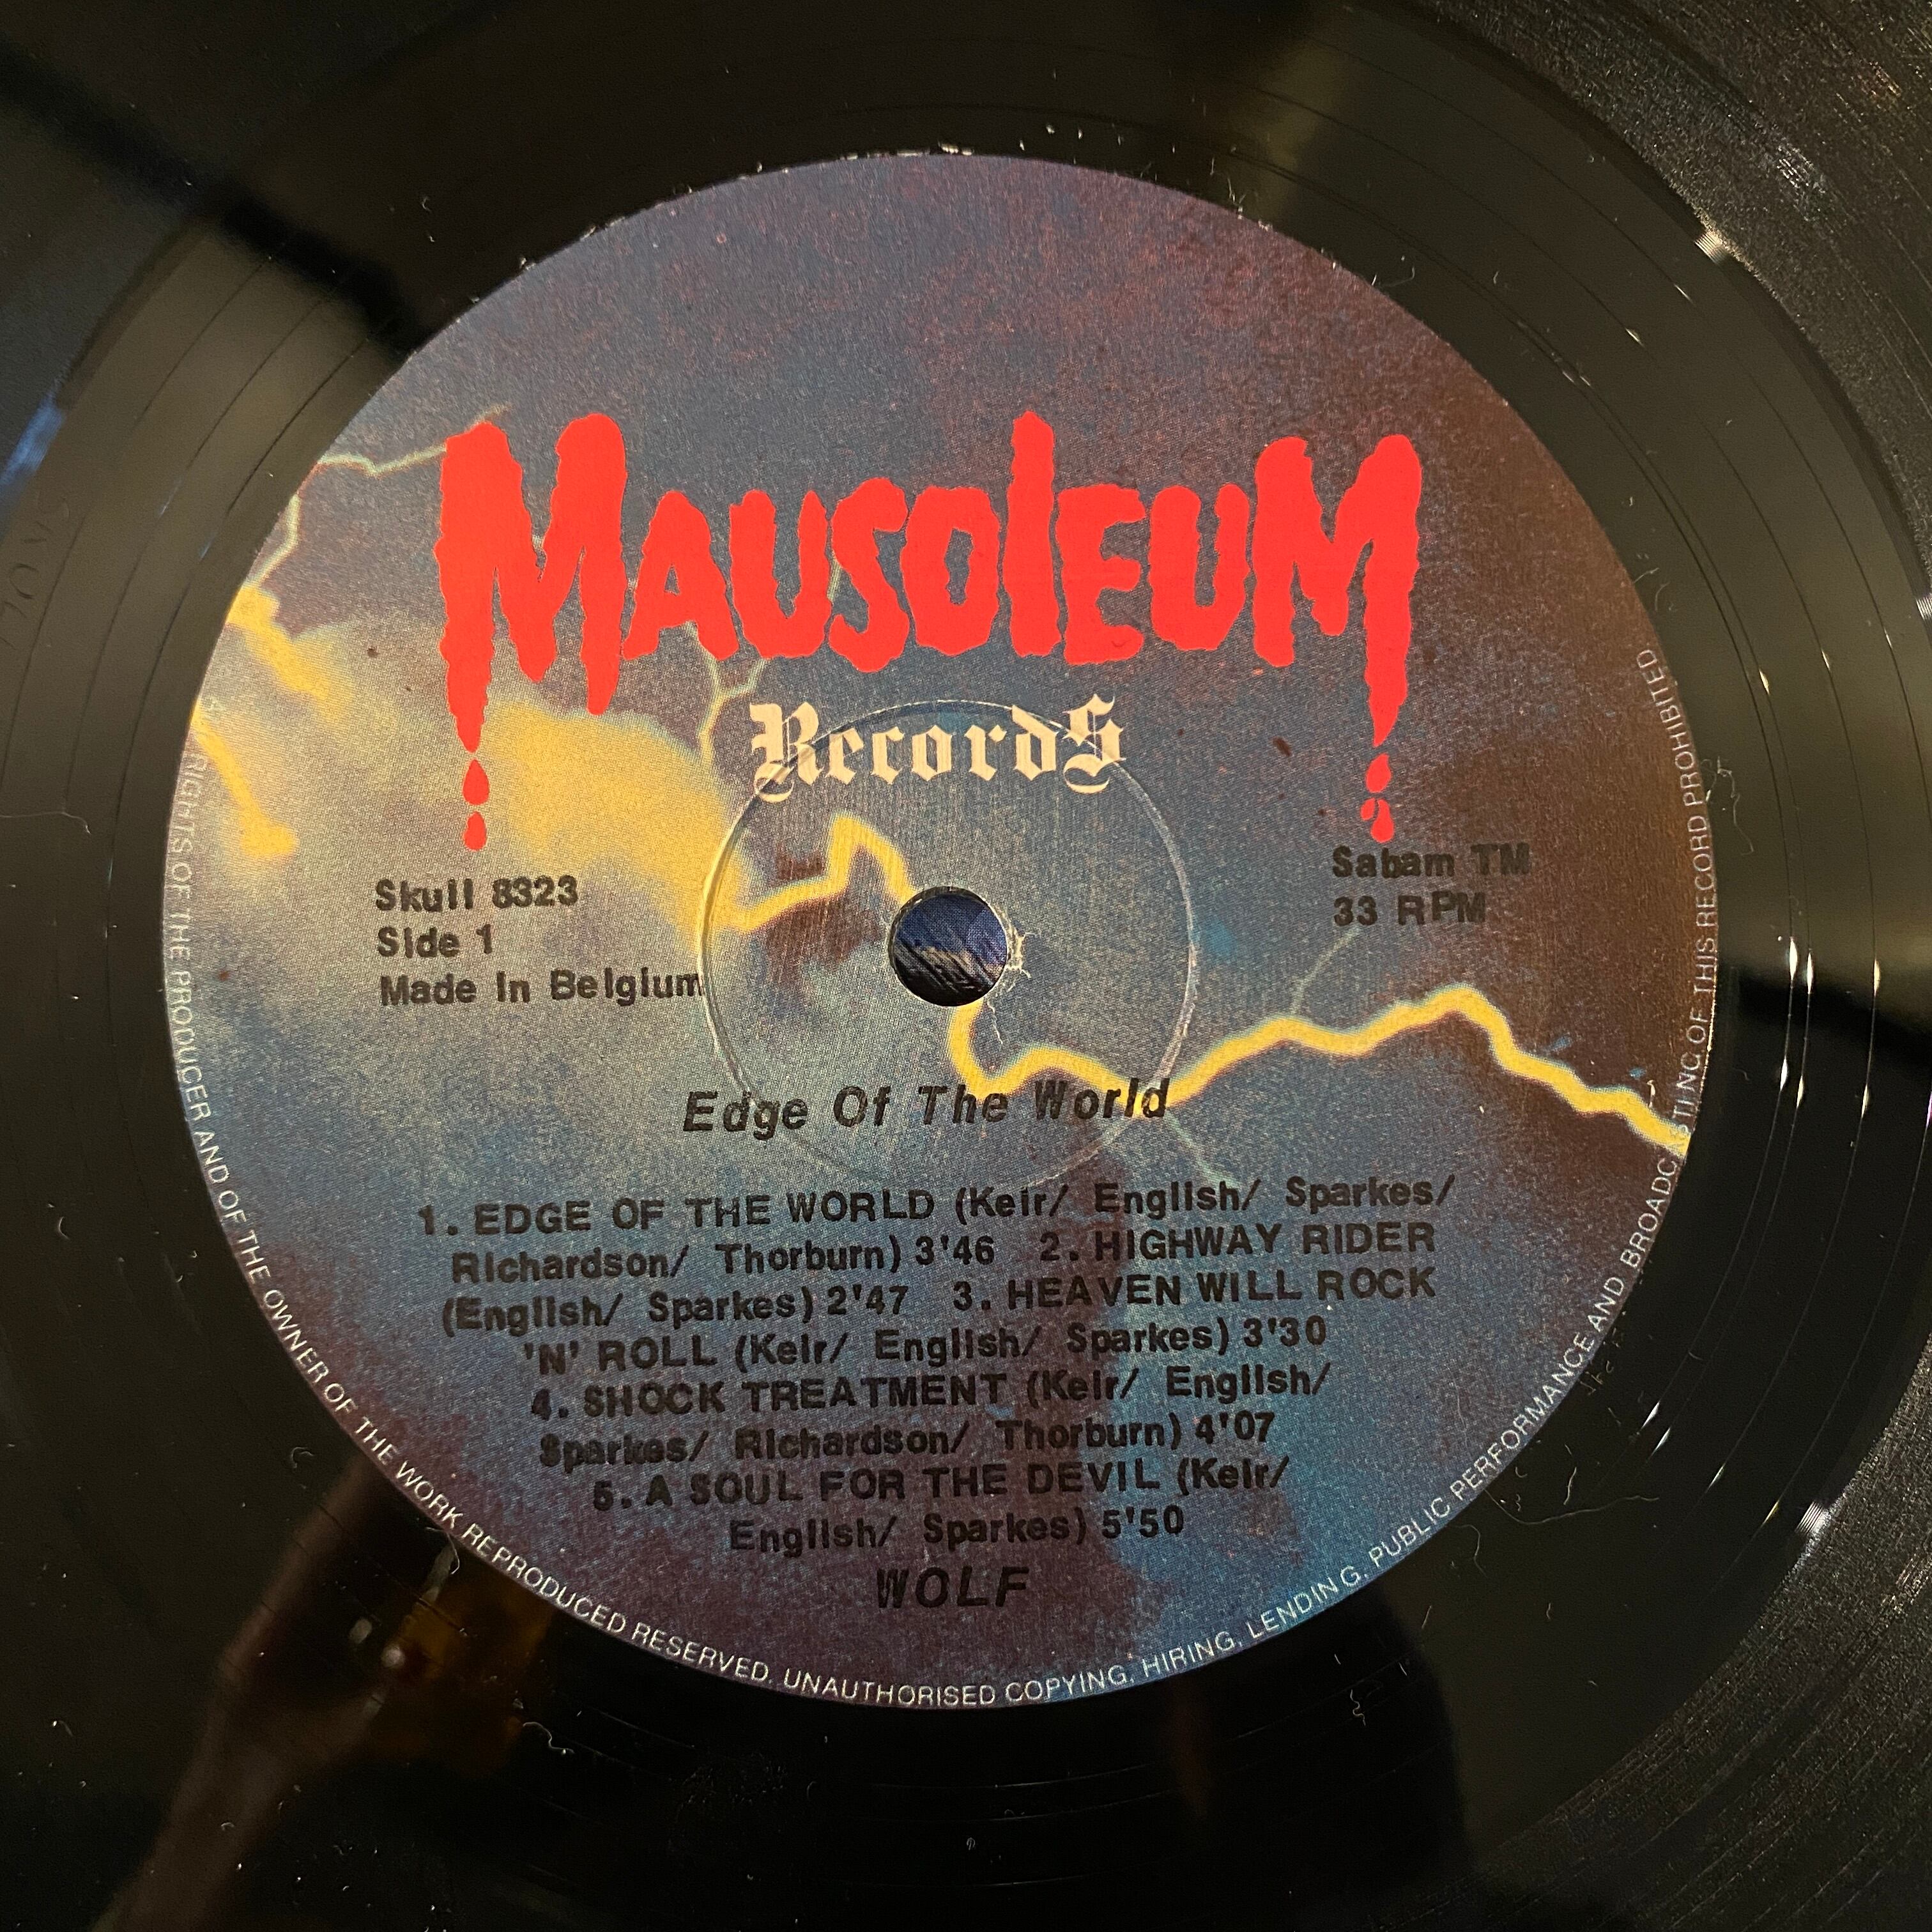 MAUSOLEUM
RecordS
Skull 8323
Side 1
Made In Belgium
Sabam TM
33 RPM
Edge Of The World
1. EDGE OF THE WORLD (Keir/ English/ Sparkes/
Richardson/ Thorburn) 3'46 2. HIGHWAY RIDER
(English/ Sparkes) 2'47 3. HEAVEN WILL ROCK
'N' ROLL (Keir/ English/ Sparkes) 3'30
4. SHOCK TREATMENT (Keir/ English/
Sparkes/ Richardson/ Thorburn) 4'07
5. A SOUL FOR THE DEVIL (Keir/
English/ Sparkes) 5'50
WOLF
RIGHTS OF THE PRODUCER AND OF THE OWNER OF THE WORK REPRODUCED RESERVED. UNAUTHORISED COPYING, HIRING, LENDING, PUBLIC PERFORMANCE AND BROADCASTING OF THIS RECORD PROHIBITED